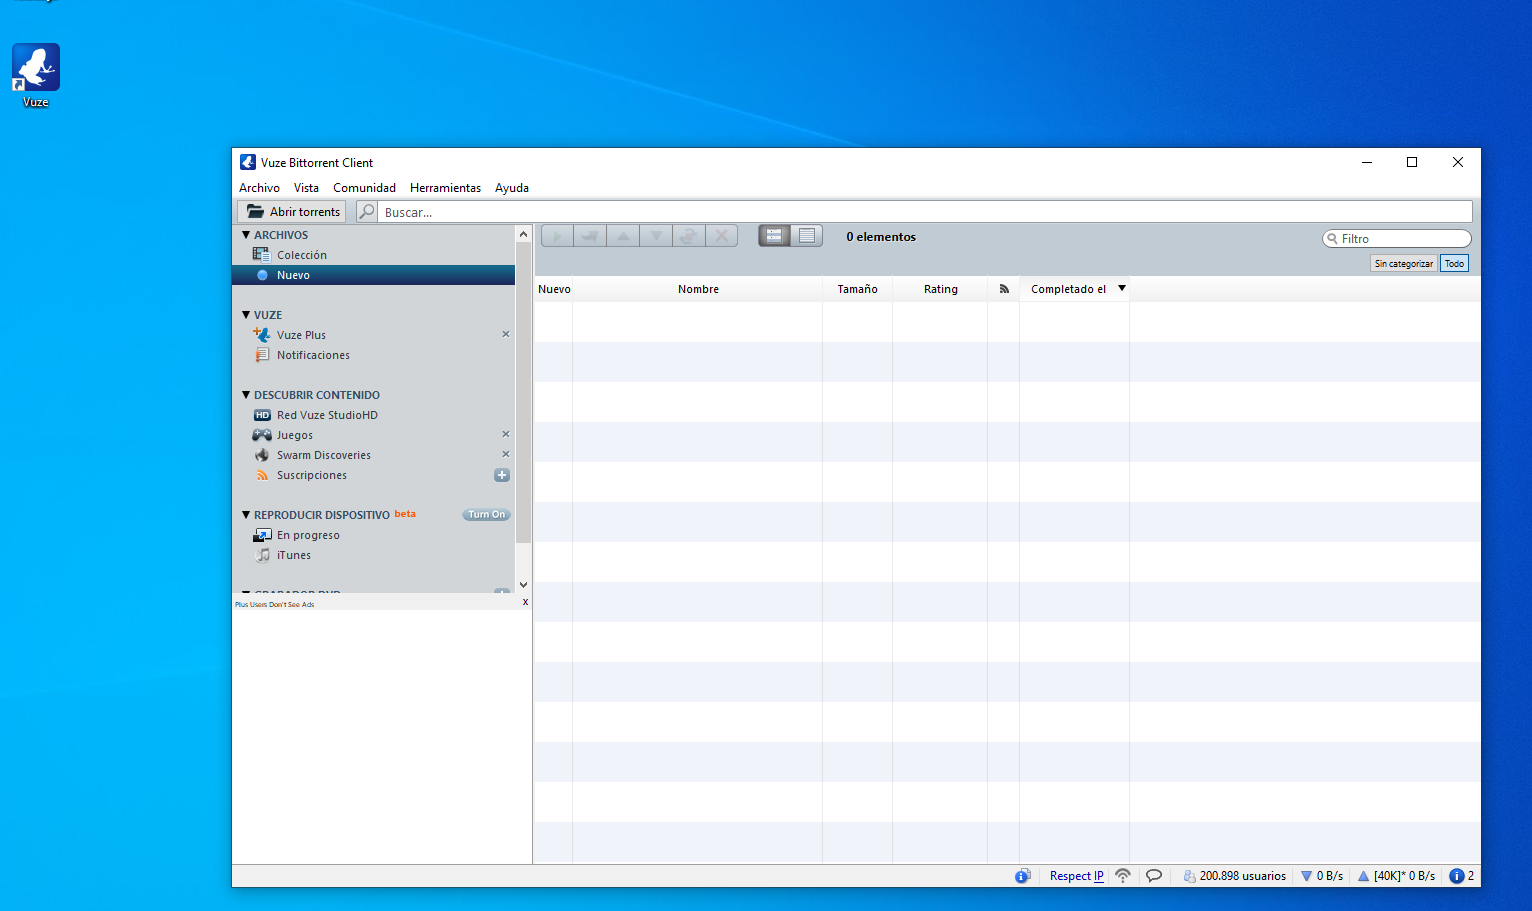 Vuze
Vuze Bittorrent Client
Archivo Vista Comunidad Herramientas Ayuda
Abrir torrents Buscar...
ARCHIVOS
Colección
Nuevo
VUZE
Vuze Plus
Notificaciones
DESCUBRIR CONTENIDO
HD Red Vuze StudioHD
Juegos
Swarm Discoveries
Suscripciones
REPRODUCIR DISPOSITIVO beta Turn On
En progreso
iTunes
Plus Users Don't See Ads x
0 elementos
Filtro
Sin categorizar Todo
Nuevo Nombre Tamaño Rating Completado el
Respect IP 200.898 usuarios 0 B/s [40K]* 0 B/s 2